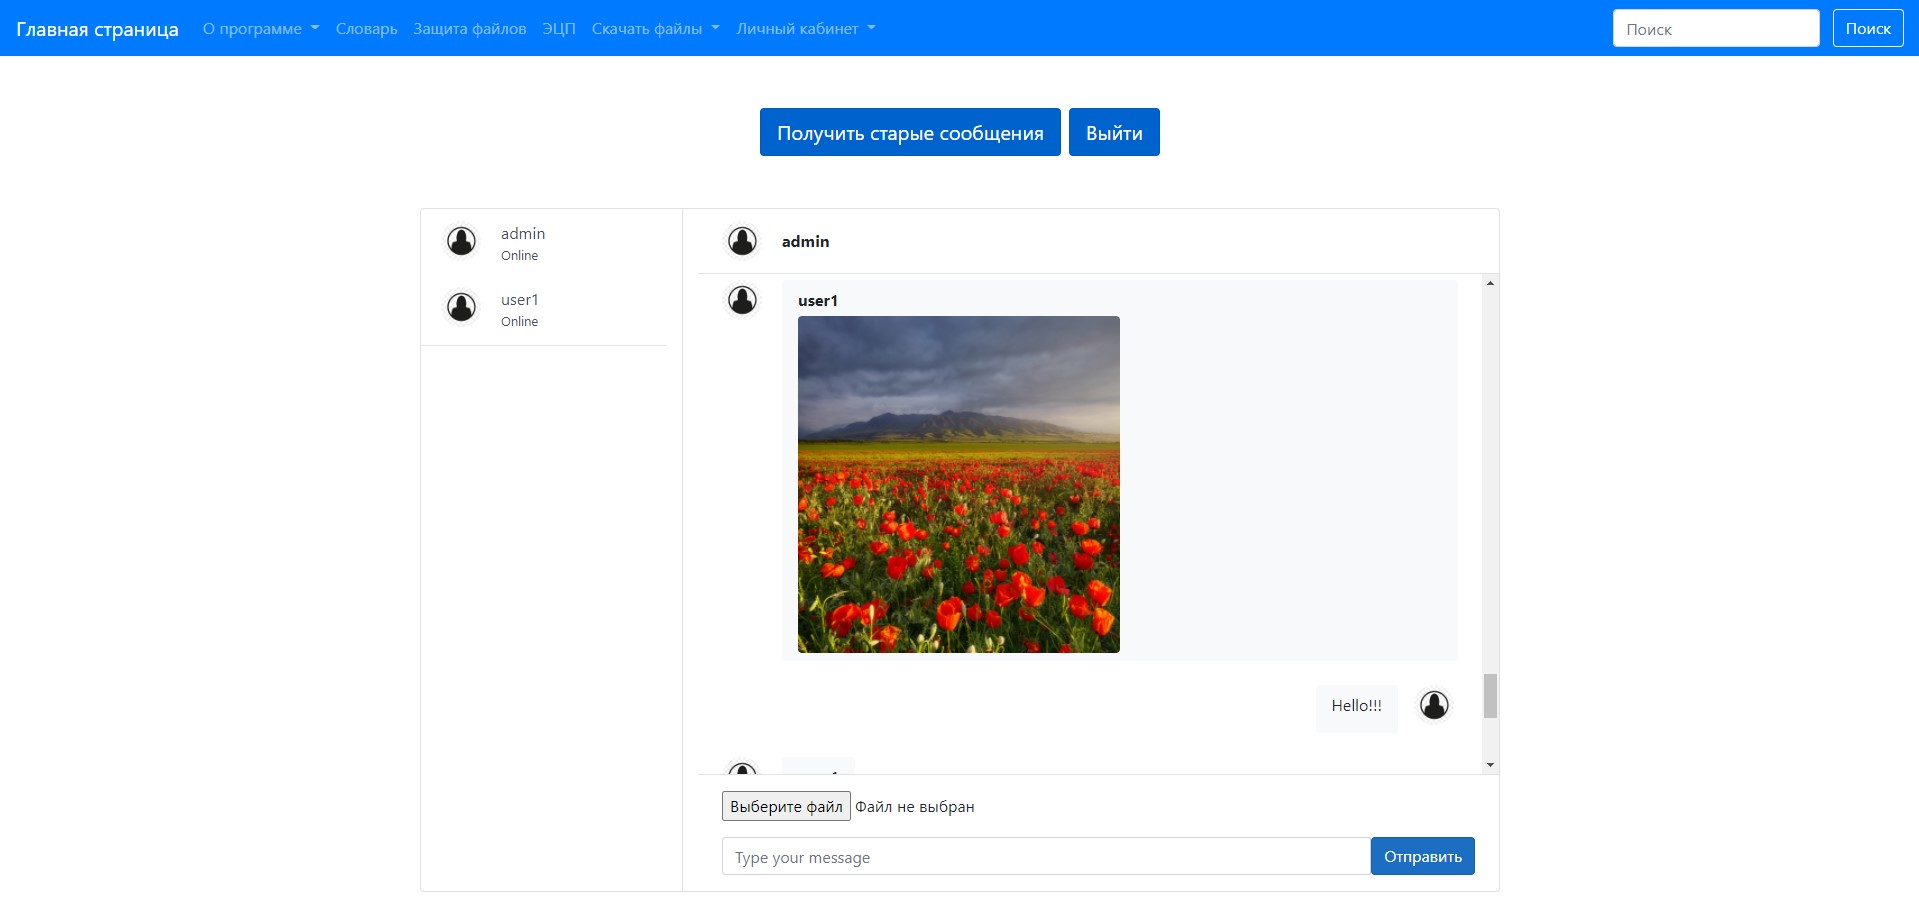 Главная страница О программе Словарь Защита файлов ЭЦП Скачать файлы Личный кабинет Поиск Поиск
Получить старые сообщения Выйти
admin
Online
user1
Online
admin
user1
Hello!!!
Выберите файл Файл не выбран
Type your message Отправить